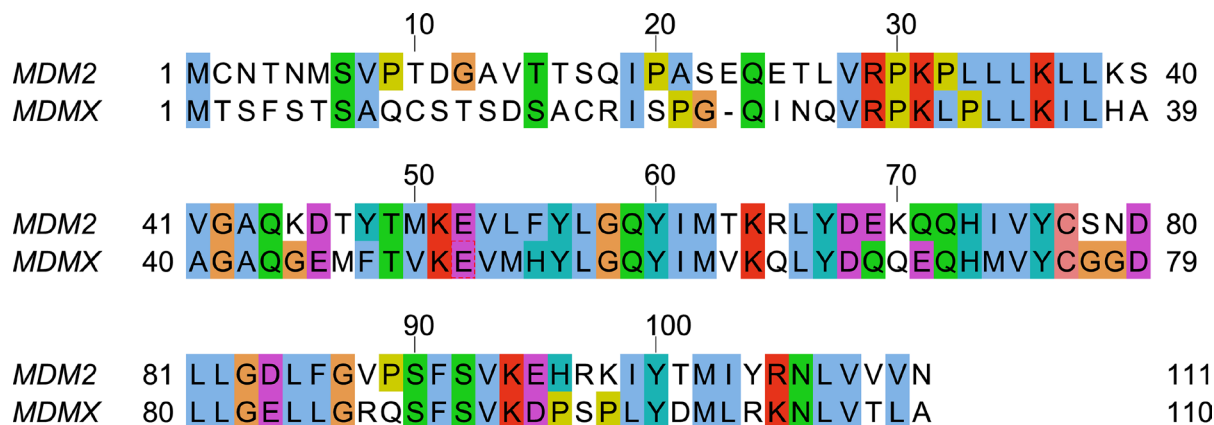 10 20 30
MDM2 1 MCNTNMSVPTDGAVTTSQIPASEQETLVRPKPLLLKLLKS 40
MDMX 1 MTSFSTSAQCSTSDSACRISPG-QINQVRPKLPLLKILHA 39
50 60 70
MDM2 41 VGAQKDTYTMKEVLFYLGQYIMTKRLYDEKQQHIVYCSND 80
MDMX 40 AGAQGEMFTVKEVMHYLGQYIMVKQLYDQQEQHMVYCGGD 79
90 100
MDM2 81 LLGDLFGVPSFSVKEHRKIYTMIYRNLVVVN 111
MDMX 80 LLGELLGRQSFSVKDPSPLYDMLRKNLVTLA 110